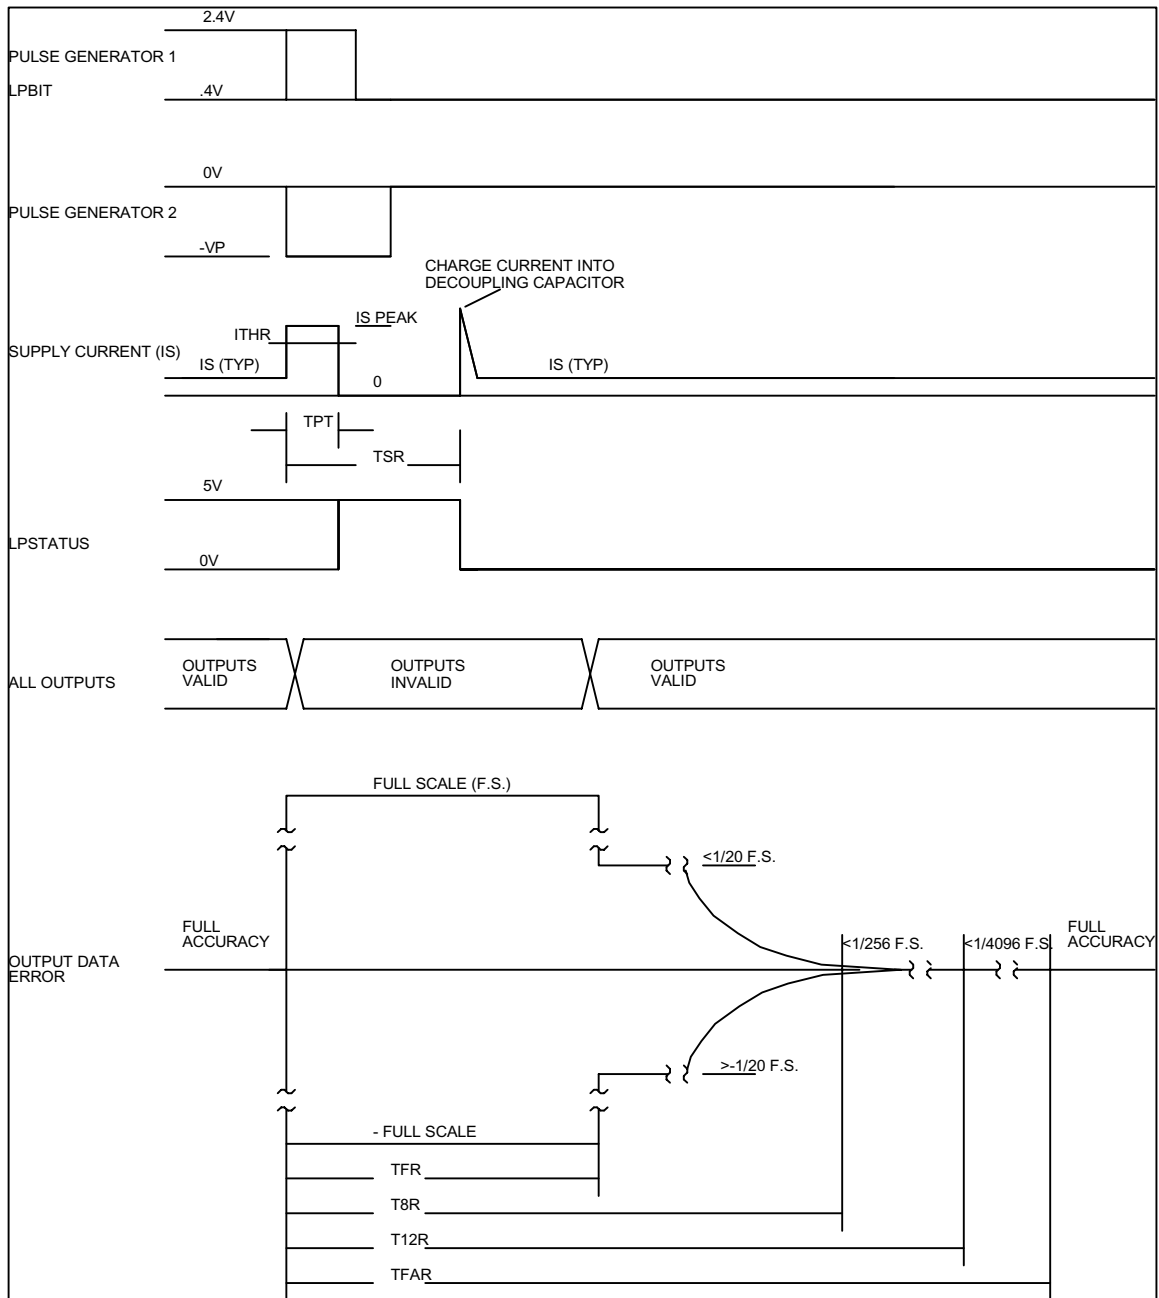 2.4V
PULSE GENERATOR 1
LPBIT
.4V
0V
PULSE GENERATOR 2
-VP
CHARGE CURRENT INTO
DECOUPLING CAPACITOR
IS PEAK
ITHR
SUPPLY CURRENT (IS)
IS (TYP)
IS (TYP)
0
TPT
TSR
5V
LPSTATUS
0V
OUTPUTS
VALID
OUTPUTS
INVALID
OUTPUTS
VALID
ALL OUTPUTS
FULL SCALE (F.S.)
<1/20 F.S.
FULL
ACCURACY
<1/256 F.S.
<1/4096 F.S.
FULL
ACCURACY
OUTPUT DATA
ERROR
>-1/20 F.S.
- FULL SCALE
TFR
T8R
T12R
TFAR